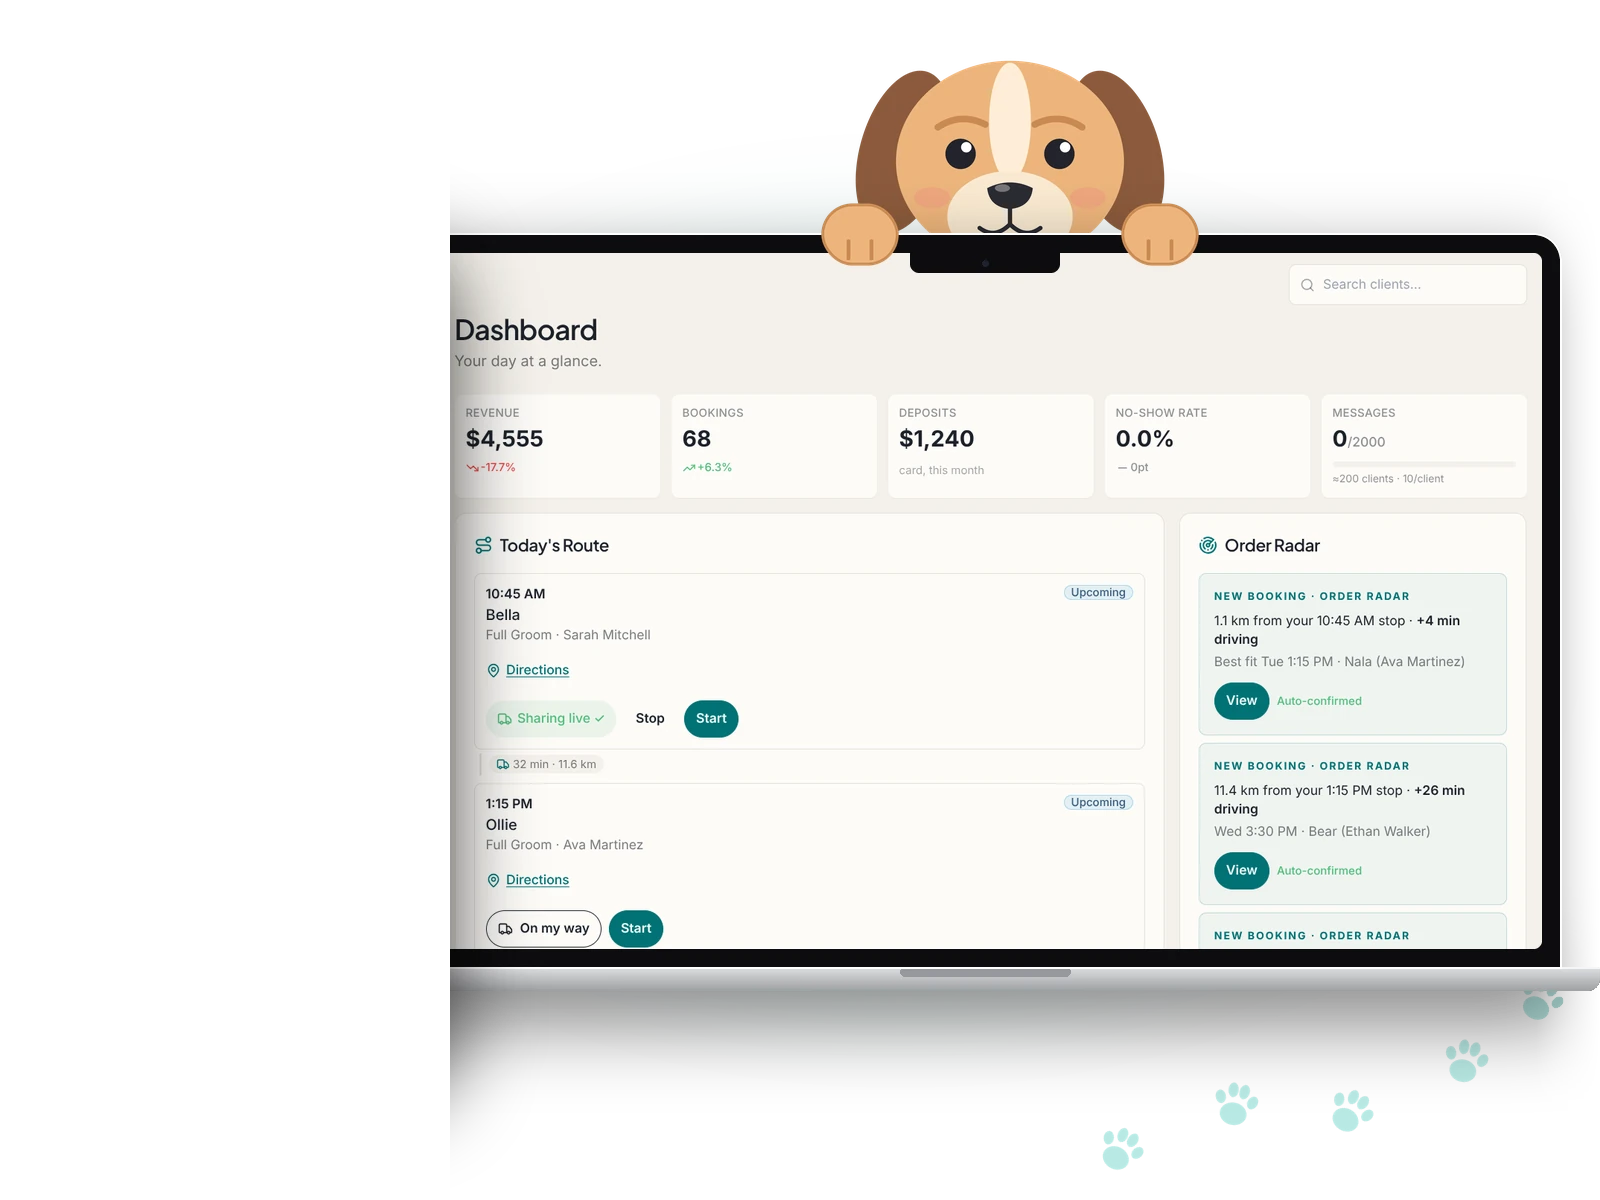 Search clients...
Dashboard
Your day at a glance.
REVENUE
$4,555
-17.7%
BOOKINGS
68
+6.3%
DEPOSITS
$1,240
card, this month
NO-SHOW RATE
0.0%
— 0pt
MESSAGES
0/2000
≈200 clients · 10/client
Today's Route
10:45 AM
Upcoming
Bella
Full Groom · Sarah Mitchell
Directions
Sharing live ✓
Stop
Start
32 min · 11.6 km
1:15 PM
Upcoming
Ollie
Full Groom · Ava Martinez
Directions
On my way
Start
Order Radar
NEW BOOKING · ORDER RADAR
1.1 km from your 10:45 AM stop · +4 min
driving
Best fit Tue 1:15 PM · Nala (Ava Martinez)
View
Auto-confirmed
NEW BOOKING · ORDER RADAR
11.4 km from your 1:15 PM stop · +26 min
driving
Wed 3:30 PM · Bear (Ethan Walker)
View
Auto-confirmed
NEW BOOKING · ORDER RADAR